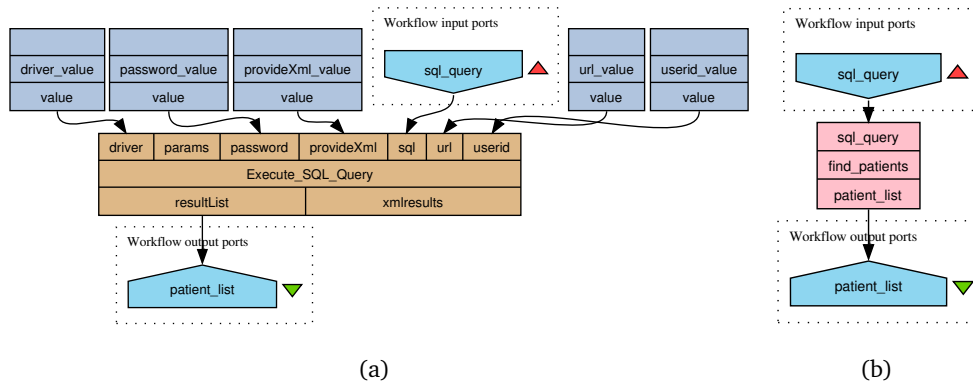 Workflow input ports
driver_value password_value provideXml_value sql_query url_value userid_value
value value value value value
driver params password provideXml sql url userid
Execute_SQL_Query
resultList xmlresults
Workflow output ports
patient_list
(a)
Workflow input ports
sql_query
sql_query
find_patients
patient_list
Workflow output ports
patient_list
(b)